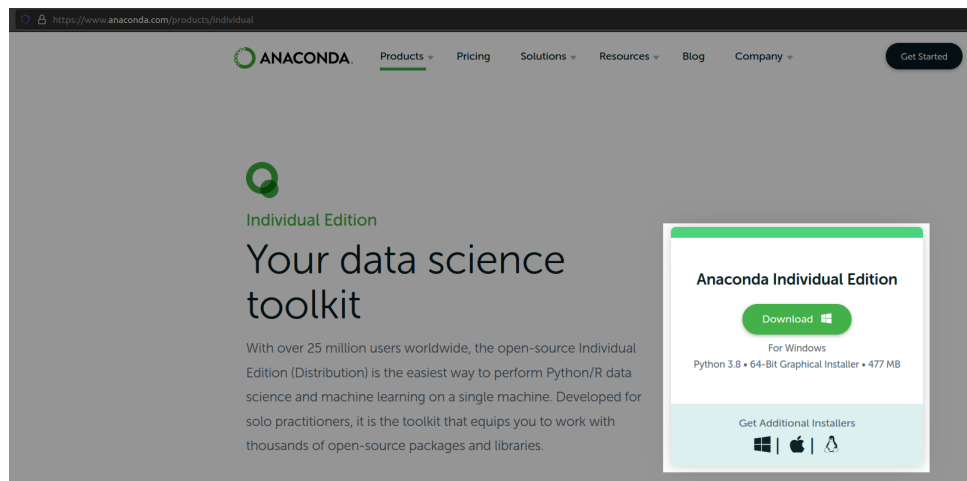 https://www.anaconda.com/products/individual
ANACONDA.
Products
Pricing
Solutions
Resources
Blog
Company
Get Started
Individual Edition
Your data science
toolkit
With over 25 million users worldwide, the open-source Individual
Edition (Distribution) is the easiest way to perform Python/R data
science and machine learning on a single machine. Developed for
solo practitioners, it is the toolkit that equips you to work with
thousands of open-source packages and libraries.
Anaconda Individual Edition
Download
For Windows
Python 3.8 • 64-Bit Graphical Installer • 477 MB
Get Additional Installers
| |